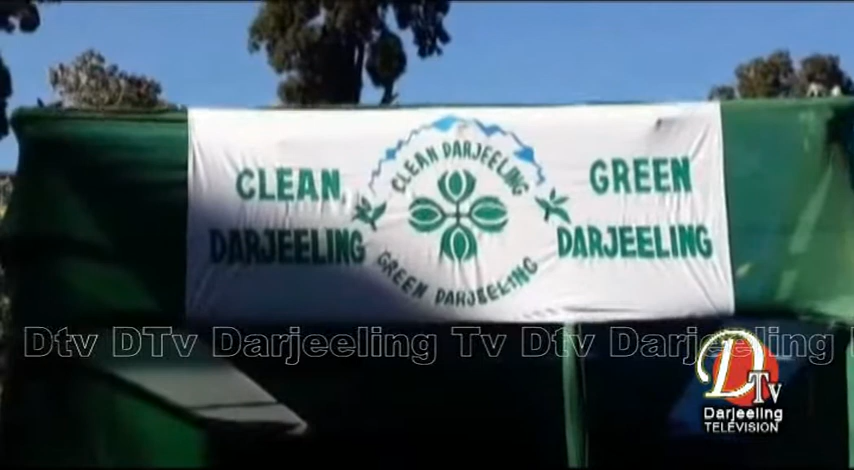 CLEAN
DARJEELING
CLEAN DARJEELING
GREEN DARJEELING
GREEN
DARJEELING
Dtv DTv Darjeeling Tv Dtv Darjeeling
DTv
Darjeeling
TELEVISION